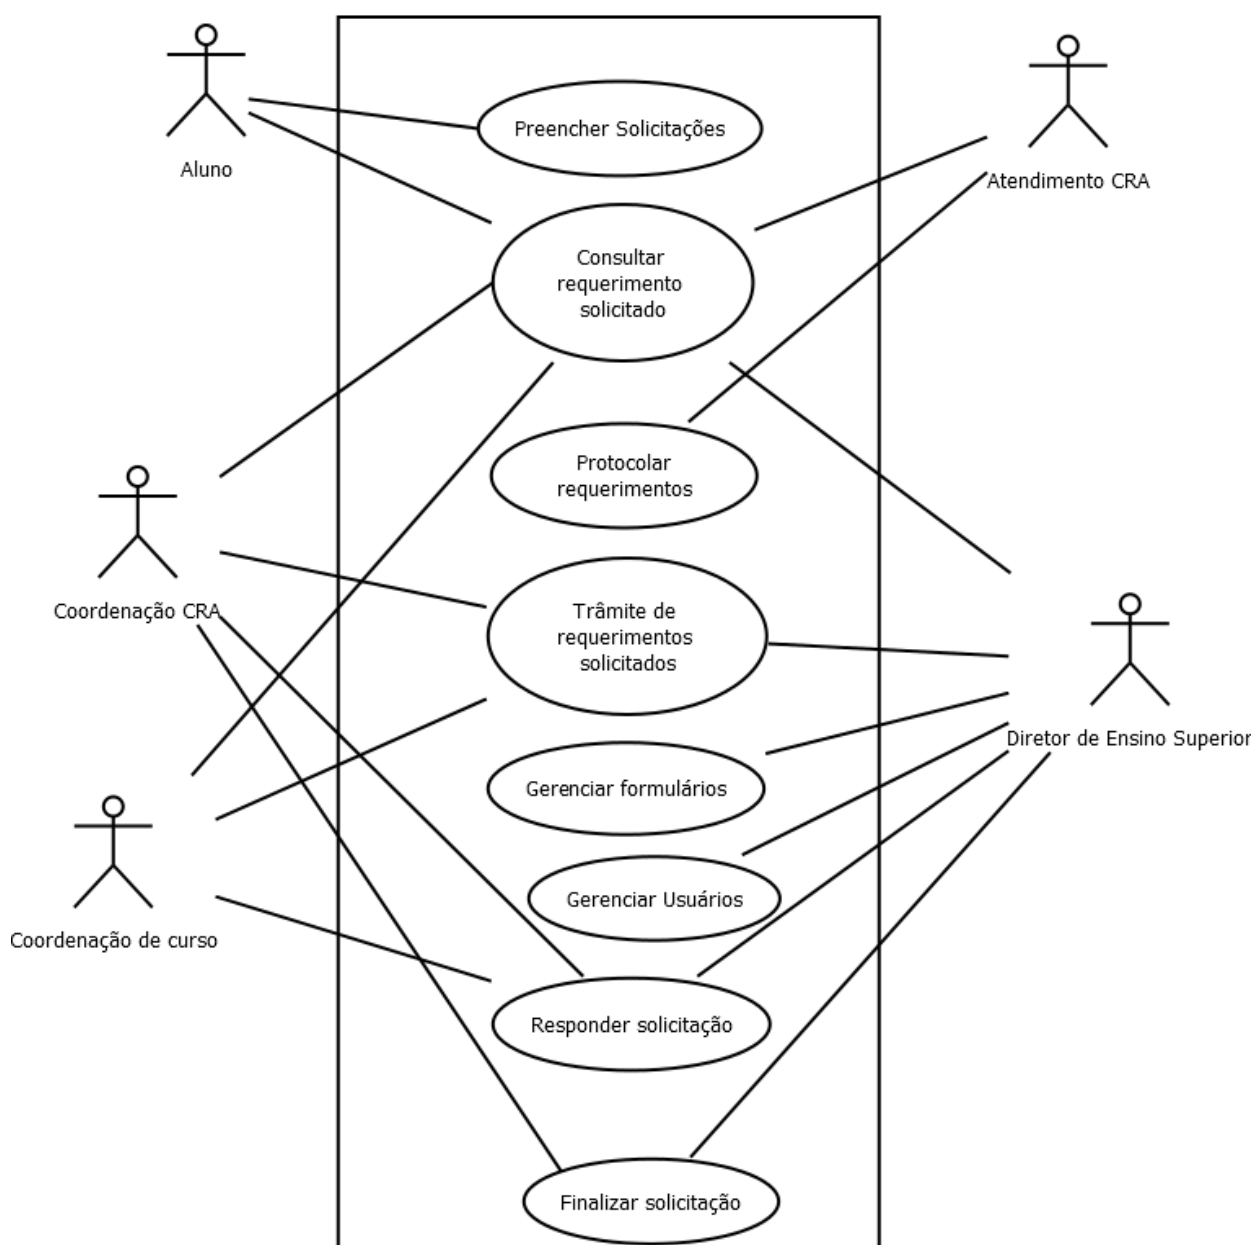 Preencher Solicitações
Aluno
Atendimento CRA
Consultar
requerimento
solicitado
Protocolar
requerimentos
Coordenação CRA
Trâmite de
requerimentos
solicitados
Diretor de Ensino Superior
Gerenciar formulários
Gerenciar Usuários
Coordenação de curso
Responder solicitação
Finalizar solicitação